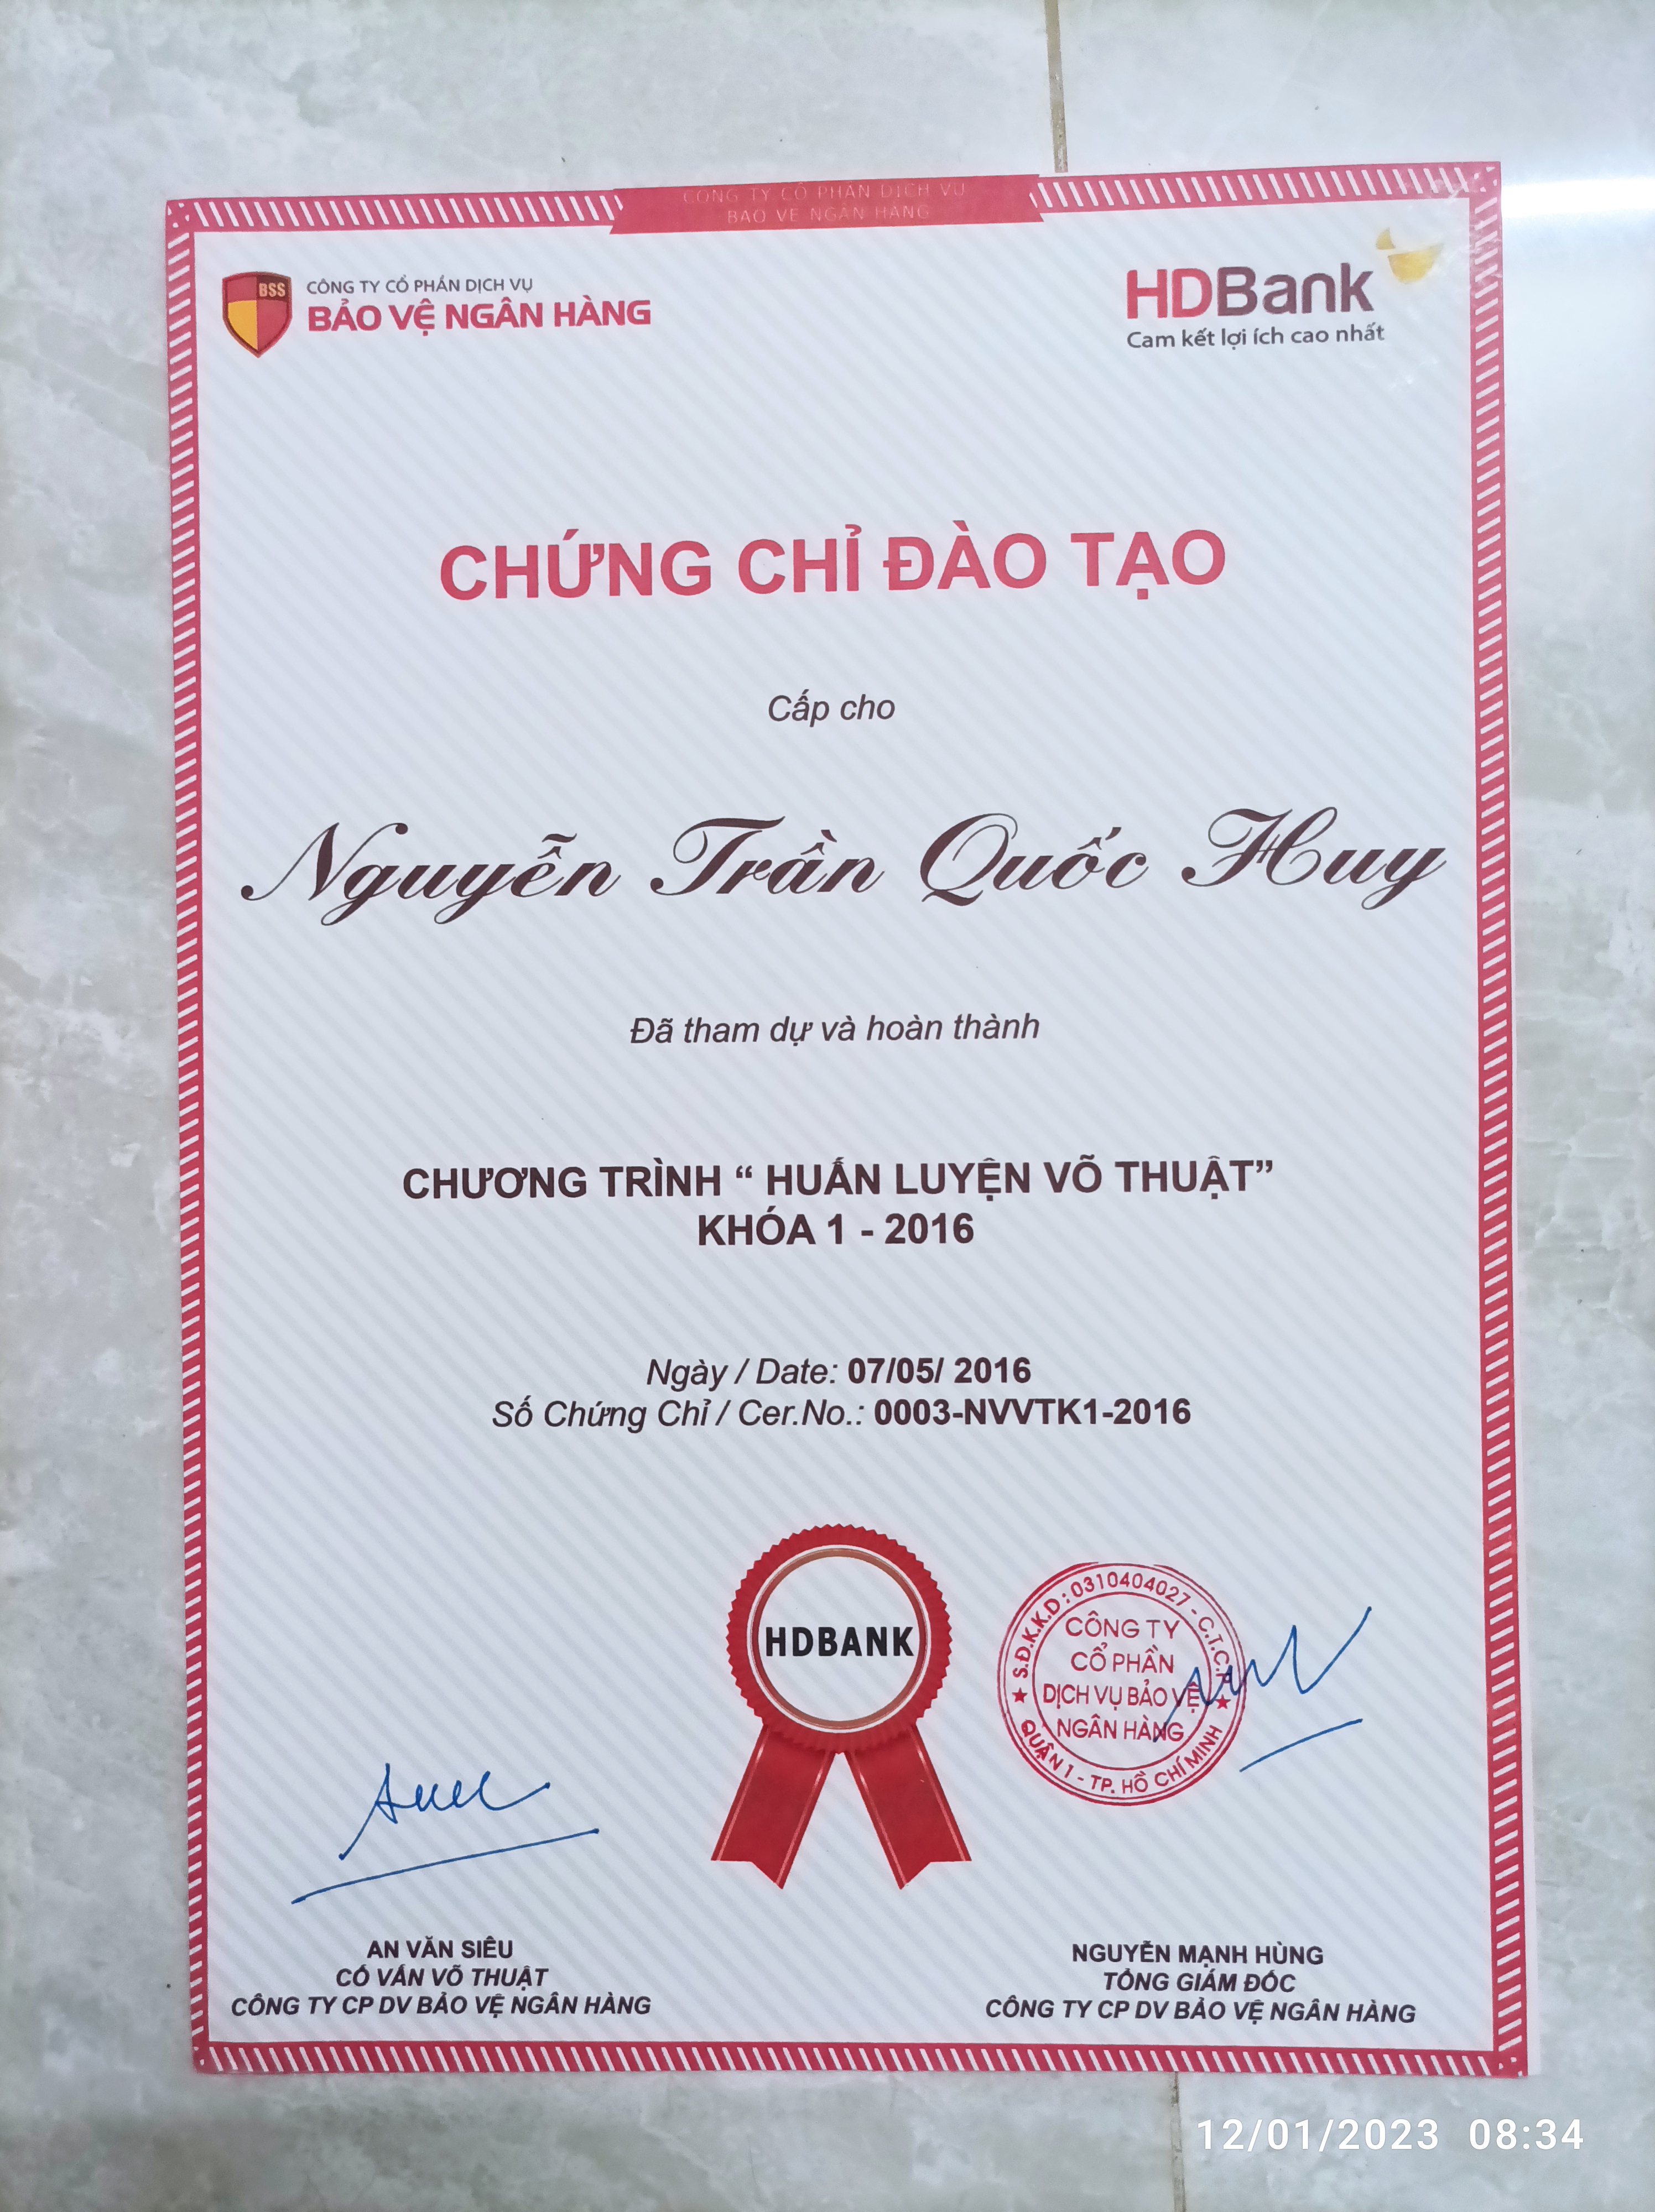 CÔNG TY CỔ PHẦN DỊCH VỤ
BẢO VỆ NGÂN HÀNG
BSS
CÔNG TY CỔ PHẦN DỊCH VỤ
BẢO VỆ NGÂN HÀNG
HDBank
Cam kết lợi ích cao nhất
CHỨNG CHỈ ĐÀO TẠO
Cấp cho
Nguyễn Trần Quốc Huy
Đã tham dự và hoàn thành
CHƯƠNG TRÌNH “ HUẤN LUYỆN VÕ THUẬT”
KHÓA 1 - 2016
Ngày / Date: 07/05/ 2016
Số Chứng Chỉ / Cer.No.: 0003-NVVTK1-2016
HDBANK
S.Đ.K.K.D: 0310404027 - C.T.C.P
CÔNG TY
CỔ PHẦN
DỊCH VỤ BẢO VỆ
NGÂN HÀNG
QUẬN 1 - TP. HỒ CHÍ MINH
AN VĂN SIÊU
CỐ VẤN VÕ THUẬT
CÔNG TY CP DV BẢO VỆ NGÂN HÀNG
NGUYỄN MẠNH HÙNG
TỔNG GIÁM ĐỐC
CÔNG TY CP DV BẢO VỆ NGÂN HÀNG
12/01/2023 08:34